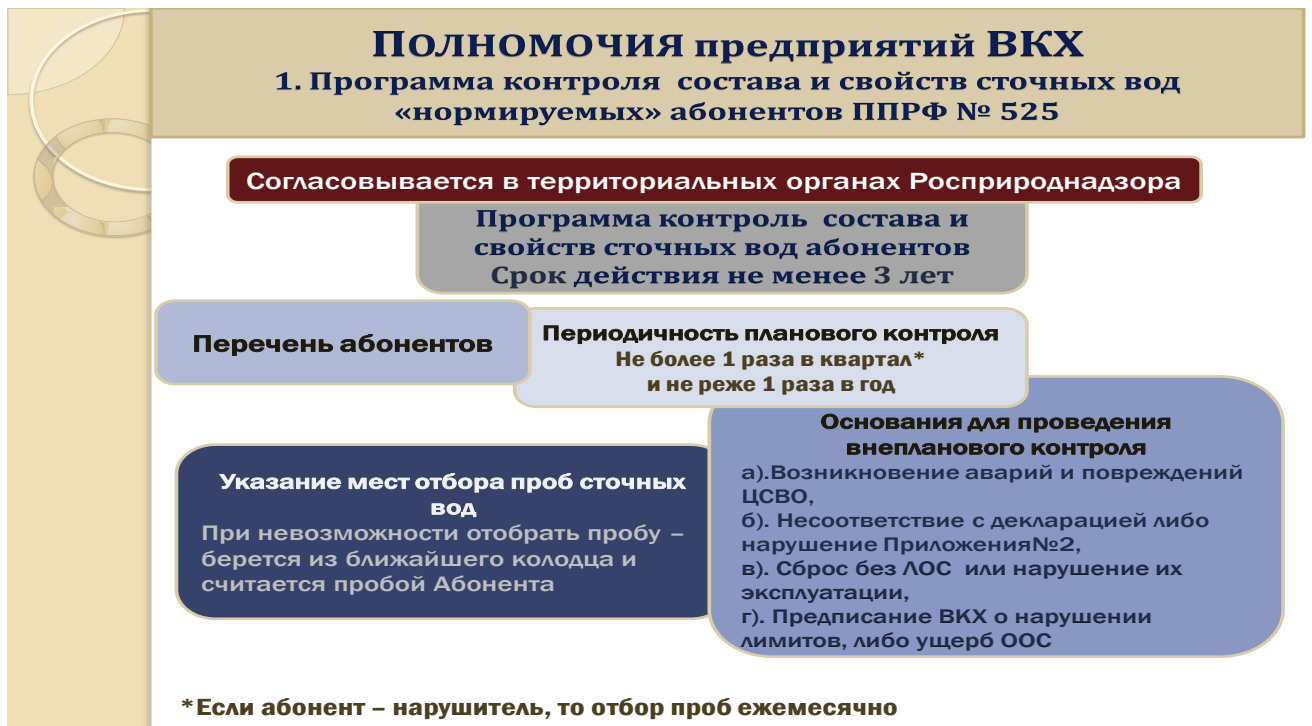 ПОЛНОМОЧИЯ предприятий ВКХ
1. Программа контроля состава и свойств сточных вод
«нормируемых» абонентов ППРФ № 525
Согласовывается в территориальных органах Росприроднадзора
Программа контроль состава и
свойств сточных вод абонентов
Срок действия не менее 3 лет
Перечень абонентов
Периодичность планового контроля
Не более 1 раза в квартал*
и не реже 1 раза в год
Указание мест отбора проб сточных
вод
При невозможности отобрать пробу –
берется из ближайшего колодца и
считается пробой Абонента
Основания для проведения
внепланового контроля
а).Возникновение аварий и повреждений
ЦСВО,
б). Несоответствие с декларацией либо
нарушение Приложения№2,
в). Сброс без ЛОС или нарушение их
эксплуатации,
г). Предписание ВКХ о нарушении
лимитов, либо ущерб ООС
*Если абонент – нарушитель, то отбор проб ежемесячно